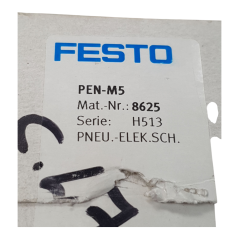 FESTO
PEN-M5
Mat.-Nr.: 8625
Serie: H513
PNEU.-ELEK.SCH.